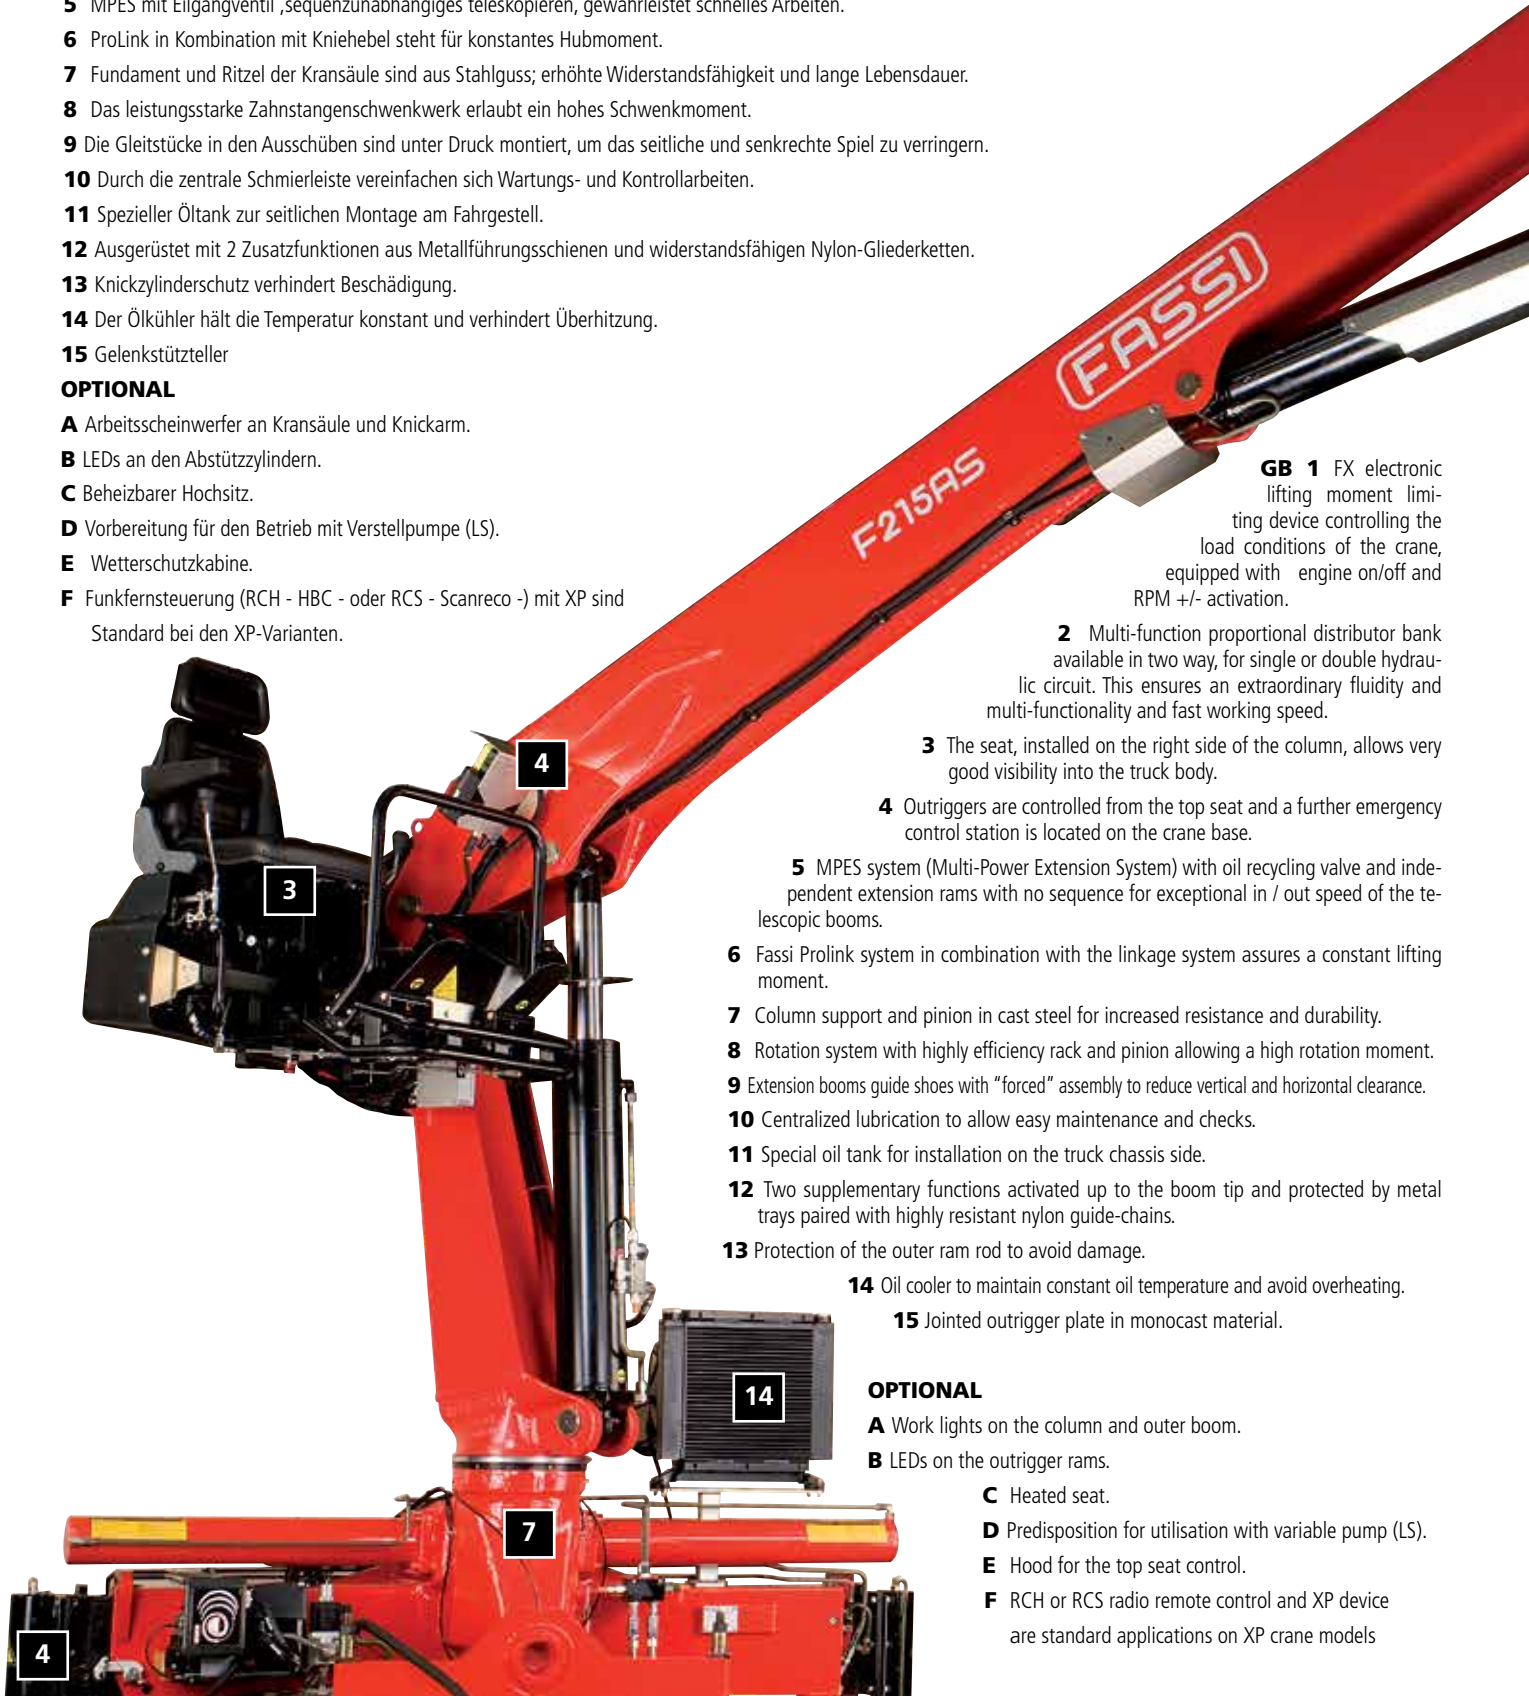 5 MPES mit Eilgangventil ,sequenzunabhängiges teleskopieren, gewährleistet schnelles Arbeiten.
6 ProLink in Kombination mit Kniehebel steht für konstantes Hubmoment.
7 Fundament und Ritzel der Kransäule sind aus Stahlguss; erhöhte Widerstandsfähigkeit und lange Lebensdauer.
8 Das leistungsstarke Zahnstangenschwenkwerk erlaubt ein hohes Schwenkmoment.
9 Die Gleitstücke in den Ausschüben sind unter Druck montiert, um das seitliche und senkrechte Spiel zu verringern.
10 Durch die zentrale Schmierleiste vereinfachen sich Wartungs- und Kontrollarbeiten.
11 Spezieller Öltank zur seitlichen Montage am Fahrgestell.
12 Ausgerüstet mit 2 Zusatzfunktionen aus Metallführungsschienen und widerstandsfähigen Nylon-Gliederketten.
13 Knickzylinderschutz verhindert Beschädigung.
14 Der Ölkühler hält die Temperatur konstant und verhindert Überhitzung.
15 Gelenkstützteller
OPTIONAL
A Arbeitsscheinwerfer an Kransäule und Knickarm.
B LEDs an den Abstützzylindern.
C Beheizbarer Hochsitz.
D Vorbereitung für den Betrieb mit Verstellpumpe (LS).
E Wetterschutzkabine.
F Funkfernsteuerung (RCH - HBC - oder RCS - Scanreco -) mit XP sind
Standard bei den XP-Varianten.
FASSI
F215AS
GB 1 FX electronic
lifting moment limi-
ting device controlling the
load conditions of the crane,
equipped with engine on/off and
RPM +/- activation.
2 Multi-function proportional distributor bank
available in two way, for single or double hydrau-
lic circuit. This ensures an extraordinary fluidity and
multi-functionality and fast working speed.
3 The seat, installed on the right side of the column, allows very
good visibility into the truck body.
4 Outriggers are controlled from the top seat and a further emergency
control station is located on the crane base.
5 MPES system (Multi-Power Extension System) with oil recycling valve and inde-
pendent extension rams with no sequence for exceptional in / out speed of the te-
lescopic booms.
6 Fassi Prolink system in combination with the linkage system assures a constant lifting
moment.
7 Column support and pinion in cast steel for increased resistance and durability.
8 Rotation system with highly efficiency rack and pinion allowing a high rotation moment.
9 Extension booms guide shoes with "forced" assembly to reduce vertical and horizontal clearance.
10 Centralized lubrication to allow easy maintenance and checks.
11 Special oil tank for installation on the truck chassis side.
12 Two supplementary functions activated up to the boom tip and protected by metal
trays paired with highly resistant nylon guide-chains.
13 Protection of the outer ram rod to avoid damage.
14 Oil cooler to maintain constant oil temperature and avoid overheating.
15 Jointed outrigger plate in monocast material.
OPTIONAL
A Work lights on the column and outer boom.
B LEDs on the outrigger rams.
C Heated seat.
D Predisposition for utilisation with variable pump (LS).
E Hood for the top seat control.
F RCH or RCS radio remote control and XP device
are standard applications on XP crane models
4
3
14
7
4